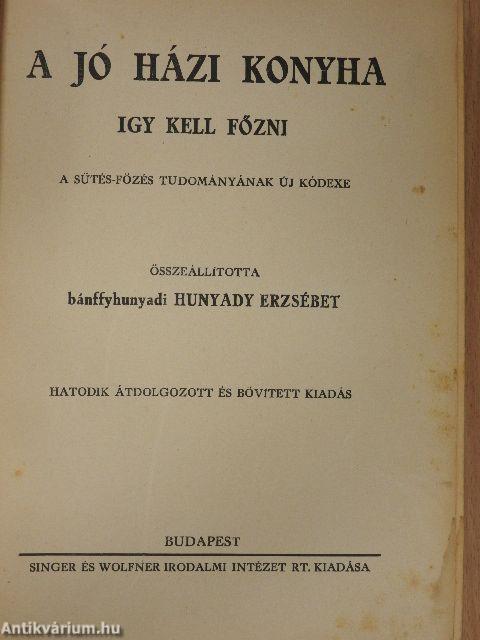 A JÓ HÁZI KONYHA
IGY KELL FŐZNI
A SÜTÉS-FŐZÉS TUDOMÁNYÁNAK ÚJ KÓDEXE
ÖSSZEÁLLÍTOTTA
bánffyhunyadi HUNYADY ERZSÉBET
HATODIK ÁTDOLGOZOTT ÉS BŐVÍTETT KIADÁS
BUDAPEST
SINGER ÉS WOLFNER IRODALMI INTÉZET RT. KIADÁSA
Antikvárium.hu